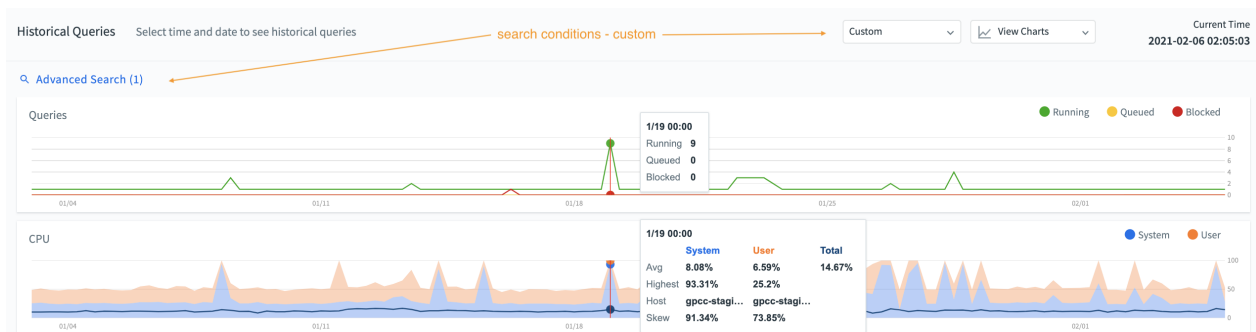 Historical Queries Select time and date to see historical queries search conditions - custom Custom View Charts Current Time
2021-02-06 02:05:03
Advanced Search (1)
Queries Running Queued Blocked
1/19 00:00
Running 9
Queued 0
Blocked 0
10
8
6
4
2
0
01/04 01/11 01/18 01/25 02/01
CPU System User
1/19 00:00
System User Total
Avg 8.08% 6.59% 14.67%
Highest 93.31% 25.2%
Host gpcc-stagi... gpcc-stagi...
Skew 91.34% 73.85%
100
50
0
01/04 01/11 01/18 02/01